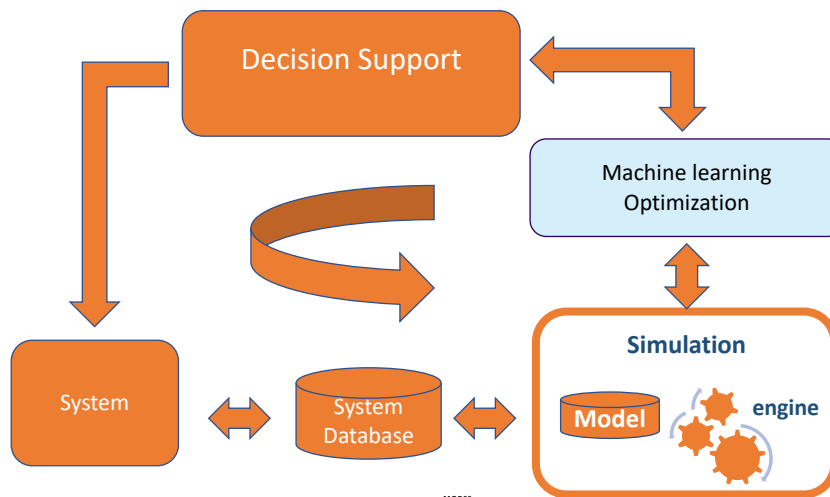 Decision Support
Machine learning
Optimization
Simulation
System
System
Database
Model
engine